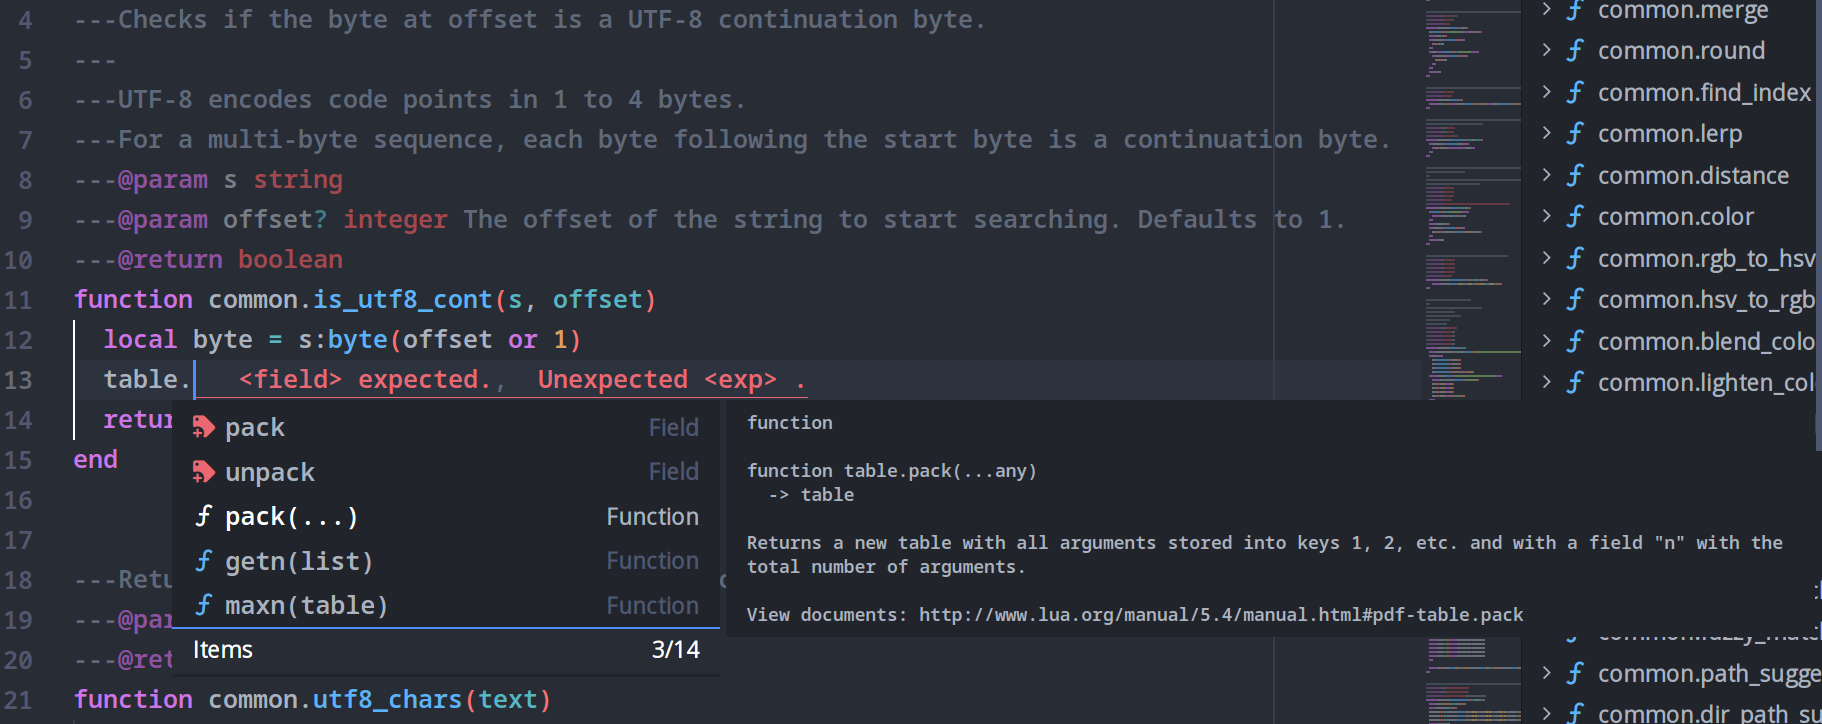 4 ---Checks if the byte at offset is a UTF-8 continuation byte.
5 ---
6 ---UTF-8 encodes code points in 1 to 4 bytes.
7 ---For a multi-byte sequence, each byte following the start byte is a continuation byte.
8 ---@param s string
9 ---@param offset? integer The offset of the string to start searching. Defaults to 1.
10 ---@return boolean
11 function common.is_utf8_cont(s, offset)
12 local byte = s:byte(offset or 1)
13 table. <field> expected., Unexpected <exp> .
14 retur
15 end
16
17
18 ---Retu
19 ---@par
20 ---@ret
21 function common.utf8_chars(text)
pack Field
unpack Field
pack(...) Function
getn(list) Function
maxn(table) Function
Items 3/14
function
function table.pack(...any)
-> table
Returns a new table with all arguments stored into keys 1, 2, etc. and with a field "n" with the
total number of arguments.
View documents: http://www.lua.org/manual/5.4/manual.html#pdf-table.pack
common.merge
common.round
common.find_index
common.lerp
common.distance
common.color
common.rgb_to_hsv
common.hsv_to_rgb
common.blend_colo
common.lighten_col
common.fuzzy_matc
common.path_sugge
common.dir_path_su